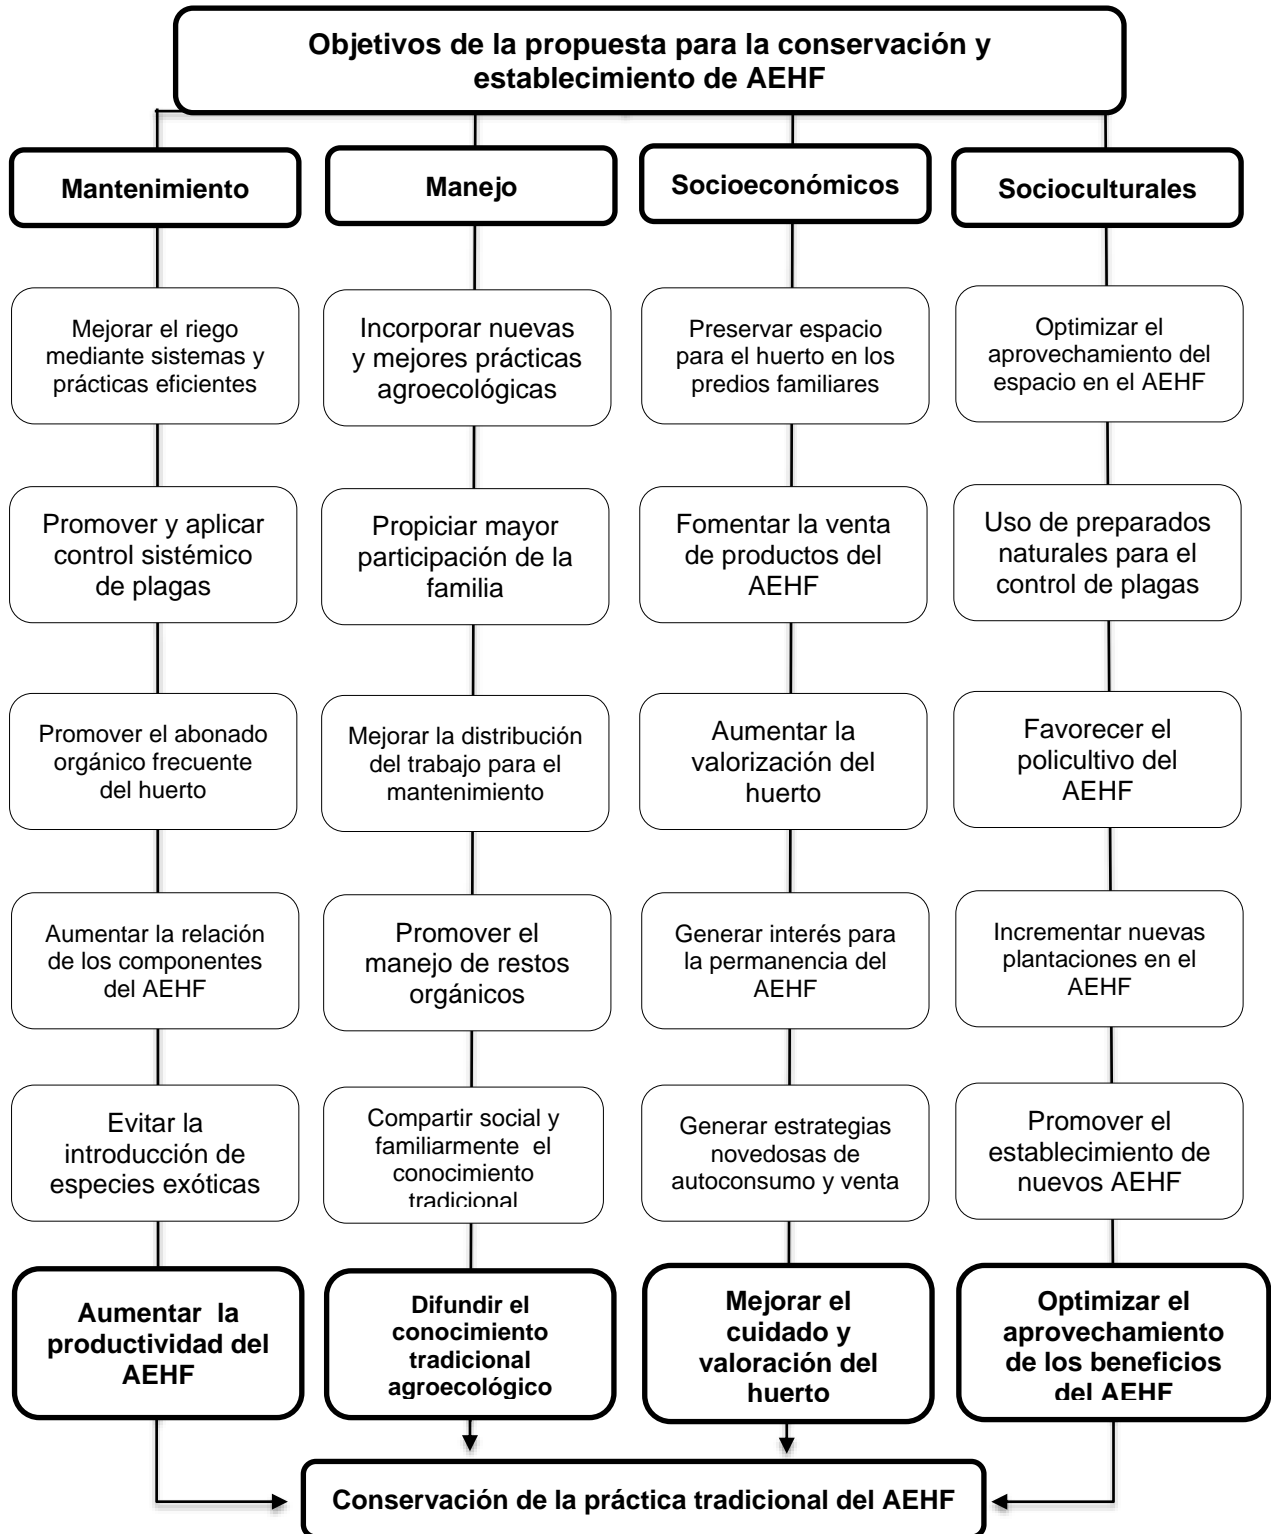 Objetivos de la propuesta para la conservación y
establecimiento de AEHF
Mantenimiento
Manejo
Socioeconómicos
Socioculturales
Mejorar el riego
mediante sistemas y
prácticas eficientes
Incorporar nuevas
y mejores prácticas
agroecológicas
Preservar espacio
para el huerto en los
predios familiares
Optimizar el
aprovechamiento del
espacio en el AEHF
Promover y aplicar
control sistémico
de plagas
Propiciar mayor
participación de la
familia
Fomentar la venta
de productos del
AEHF
Uso de preparados
naturales para el
control de plagas
Promover el abonado
orgánico frecuente
del huerto
Mejorar la distribución
del trabajo para el
mantenimiento
Aumentar la
valorización del
huerto
Favorecer el
policultivo del
AEHF
Aumentar la relación
de los componentes
del AEHF
Promover el
manejo de restos
orgánicos
Generar interés para
la permanencia del
AEHF
Incrementar nuevas
plantaciones en el
AEHF
Evitar la
introducción de
especies exóticas
Compartir social y
familiarmente el
conocimiento
tradicional
Generar estrategias
novedosas de
autoconsumo y venta
Promover el
establecimiento de
nuevos AEHF
Aumentar la
productividad del
AEHF
Difundir el
conocimiento
tradicional
agroecológico
Mejorar el
cuidado y
valoración del
huerto
Optimizar el
aprovechamiento
de los beneficios
del AEHF
Conservación de la práctica tradicional del AEHF